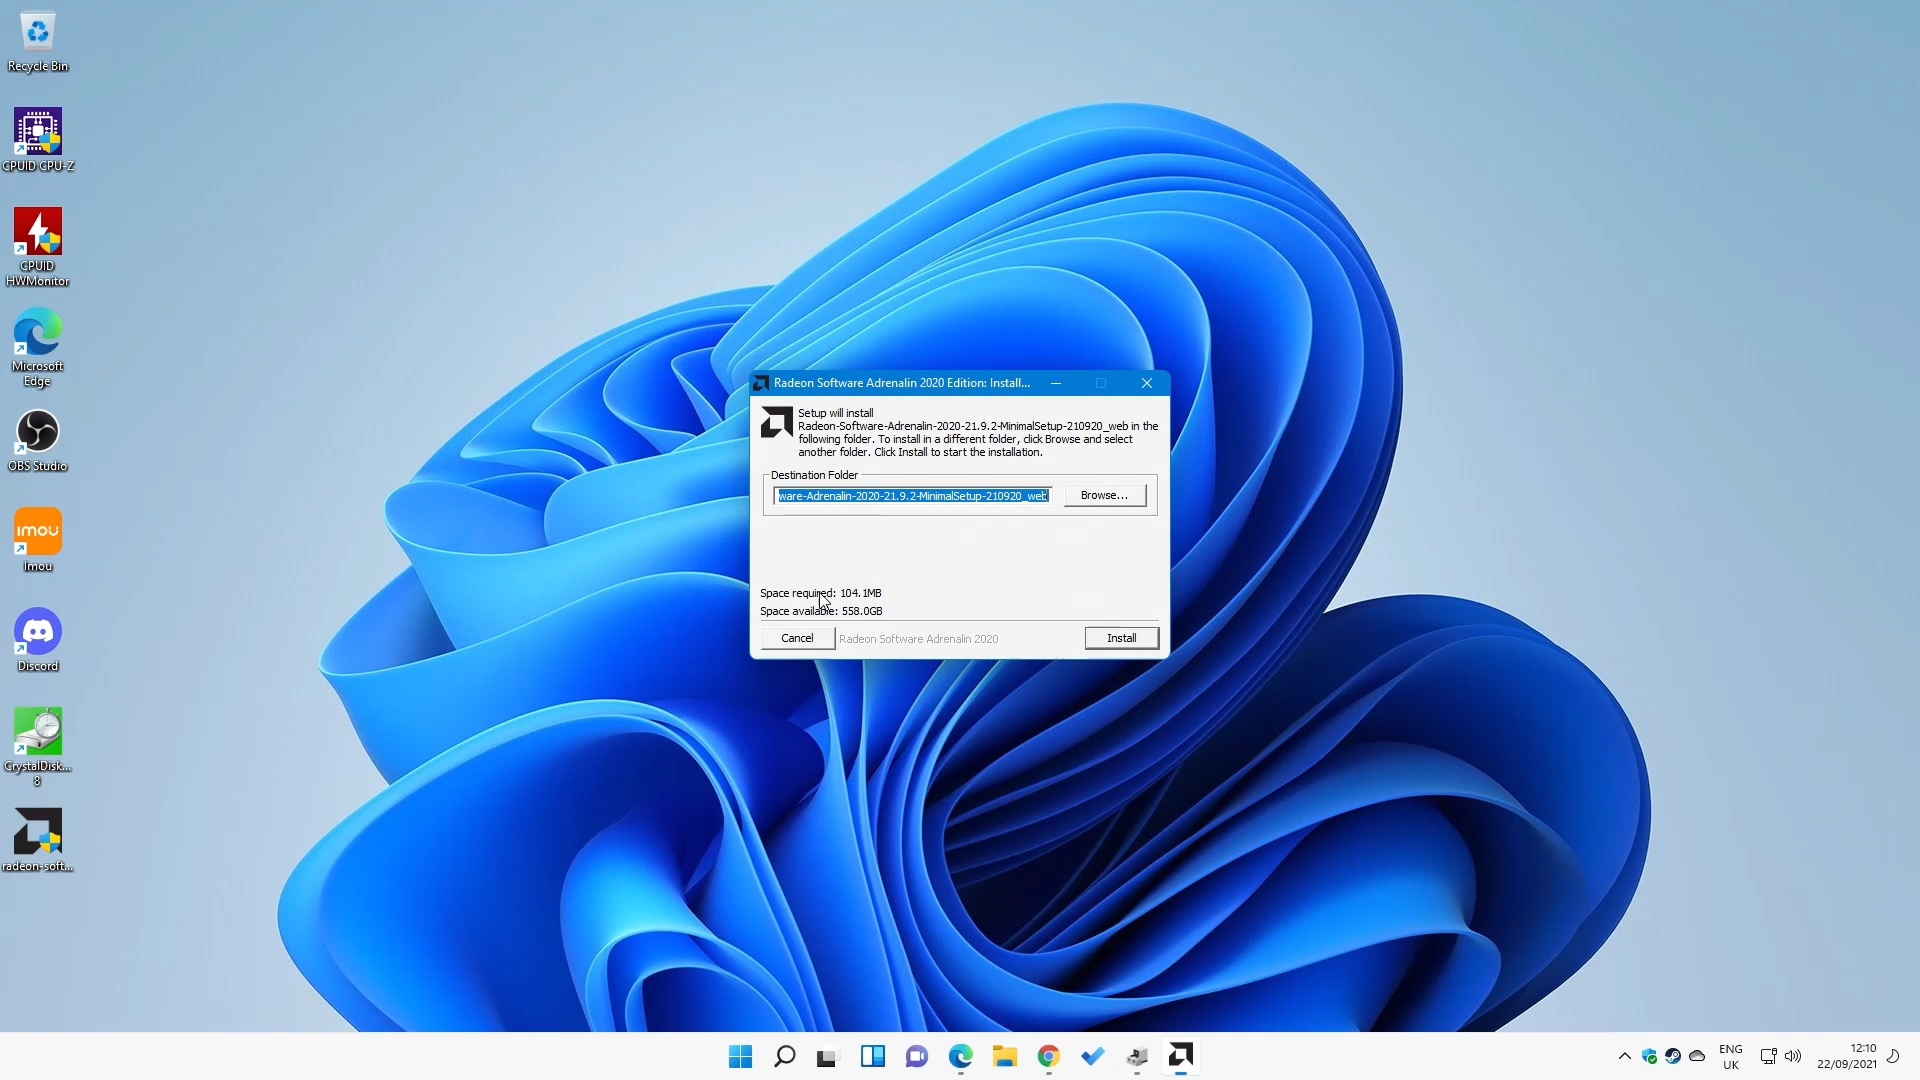 Recycle Bin
CPUID CPU-Z
CPUID
HWMonitor
Microsoft
Edge
OBS Studio
imou
Imou
Discord
CrystalDisk...
8
radeon-soft...
Radeon Software Adrenalin 2020 Edition: Install...
Setup will install
Radeon-Software-Adrenalin-2020-21.9.2-MinimalSetup-210920_web in the
following folder. To install in a different folder, click Browse and select
another folder. Click Install to start the installation.
Destination Folder
ware-Adrenalin-2020-21.9.2-MinimalSetup-210920_web
Browse...
Space required: 104.1MB
Space available: 558.0GB
Cancel
Radeon Software Adrenalin 2020
Install
ENG
UK
12:10
22/09/2021